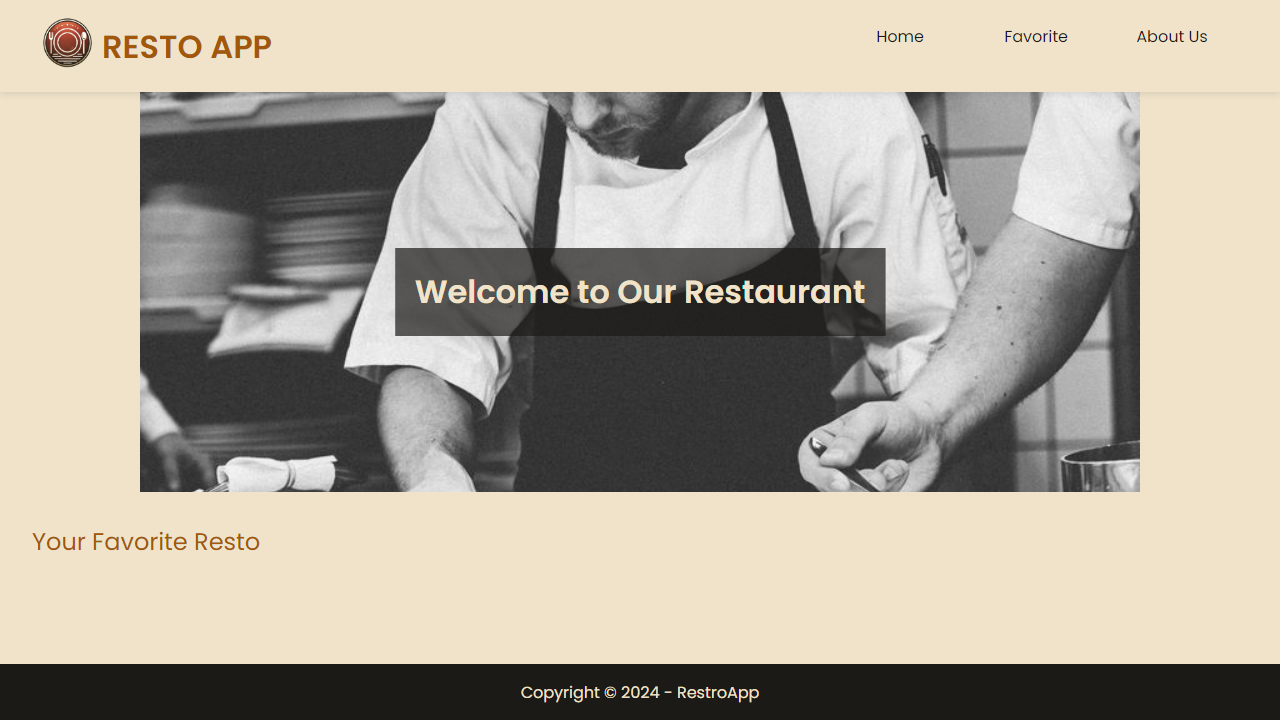 RESTO APP
Home
Favorite
About Us
Welcome to Our Restaurant
Your Favorite Resto
Copyright © 2024 - RestroApp